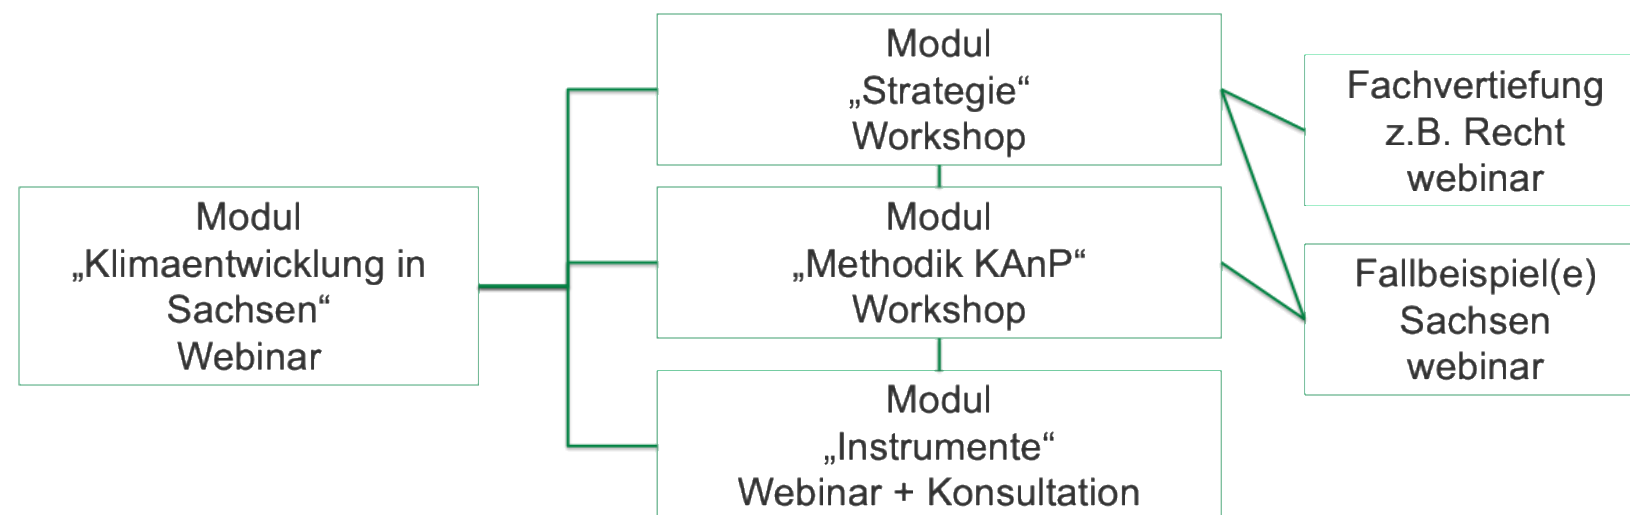 Modul
„Klimaentwicklung in
Sachsen“
Webinar
Modul
„Strategie“
Workshop
Modul
„Methodik KAnP“
Workshop
Modul
„Instrumente“
Webinar + Konsultation
Fachvertiefung
z.B. Recht
webinar
Fallbeispiel(e)
Sachsen
webinar